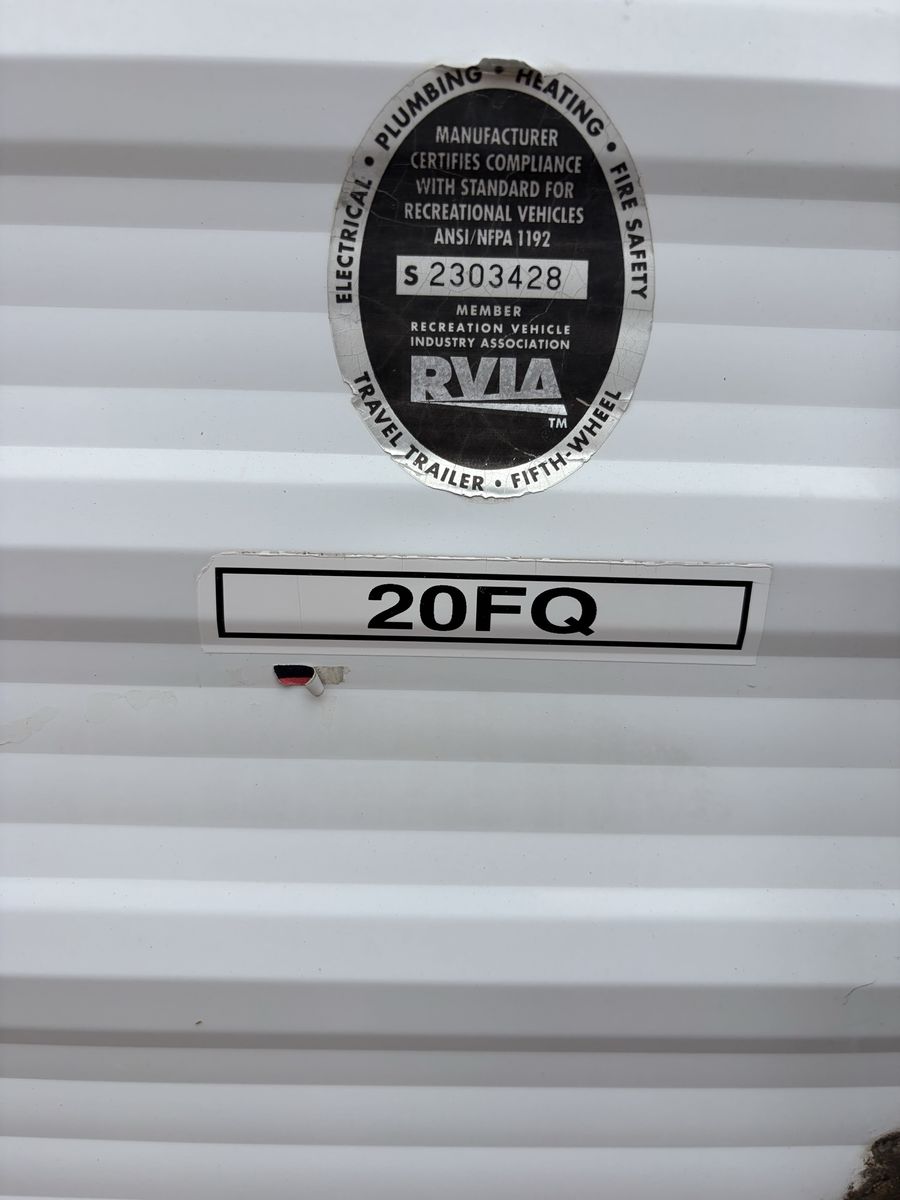 ELECTRICAL • PLUMBING • HEATING • FIRE SAFETY
MANUFACTURER
CERTIFIES COMPLIANCE
WITH STANDARD FOR
RECREATIONAL VEHICLES
ANSI/NFPA 1192
S 2303428
MEMBER
RECREATION VEHICLE
INDUSTRY ASSOCIATION
RVIA
TM
TRAVEL TRAILER • FIFTH-WHEEL
20FQ